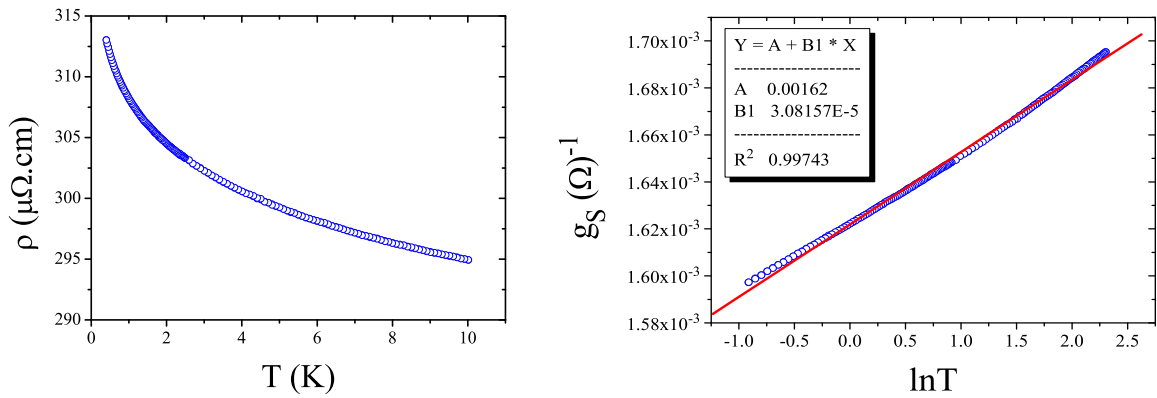 315
310
305
300
295
290
0
2
4
6
8
10
ρ (μΩ.cm)
T (K)
1.70x10⁻³
1.68x10⁻³
1.66x10⁻³
1.64x10⁻³
1.62x10⁻³
1.60x10⁻³
1.58x10⁻³
-1.0
-0.5
0.0
0.5
1.0
1.5
2.0
2.5
g_S (Ω)⁻¹
lnT
Y = A + B1 * X
---------------------------
A 0.00162
B1 3.08157E-5
---------------------------
R² 0.99743